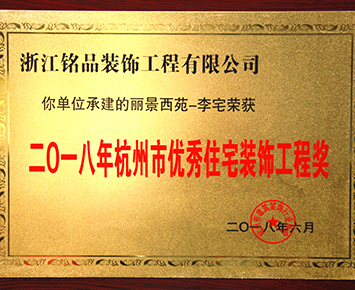 浙江铭品装饰工程有限公司
你单位承建的丽景西苑-李宅荣获
二〇一八年杭州市优秀住宅装饰工程奖
二〇一八年六月